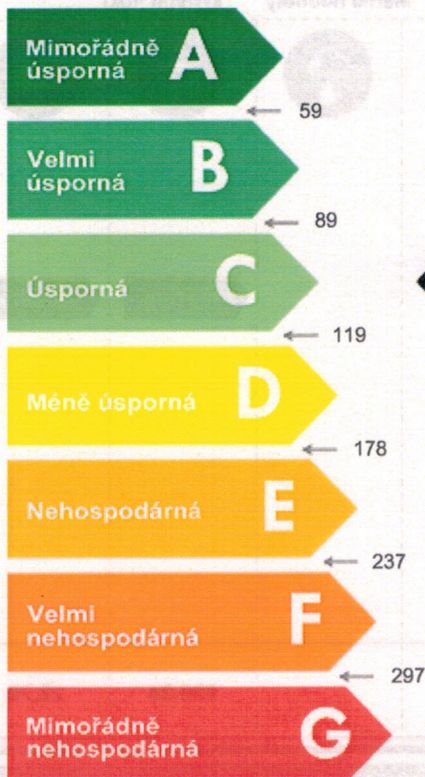 Mimořádně
úsporná
A
59
Velmi
úsporná
B
89
Úsporná
C
119
Méně úsporná
D
178
Nehospodárná
E
237
Velmi
nehospodárná
F
297
Mimořádně
nehospodárná
G